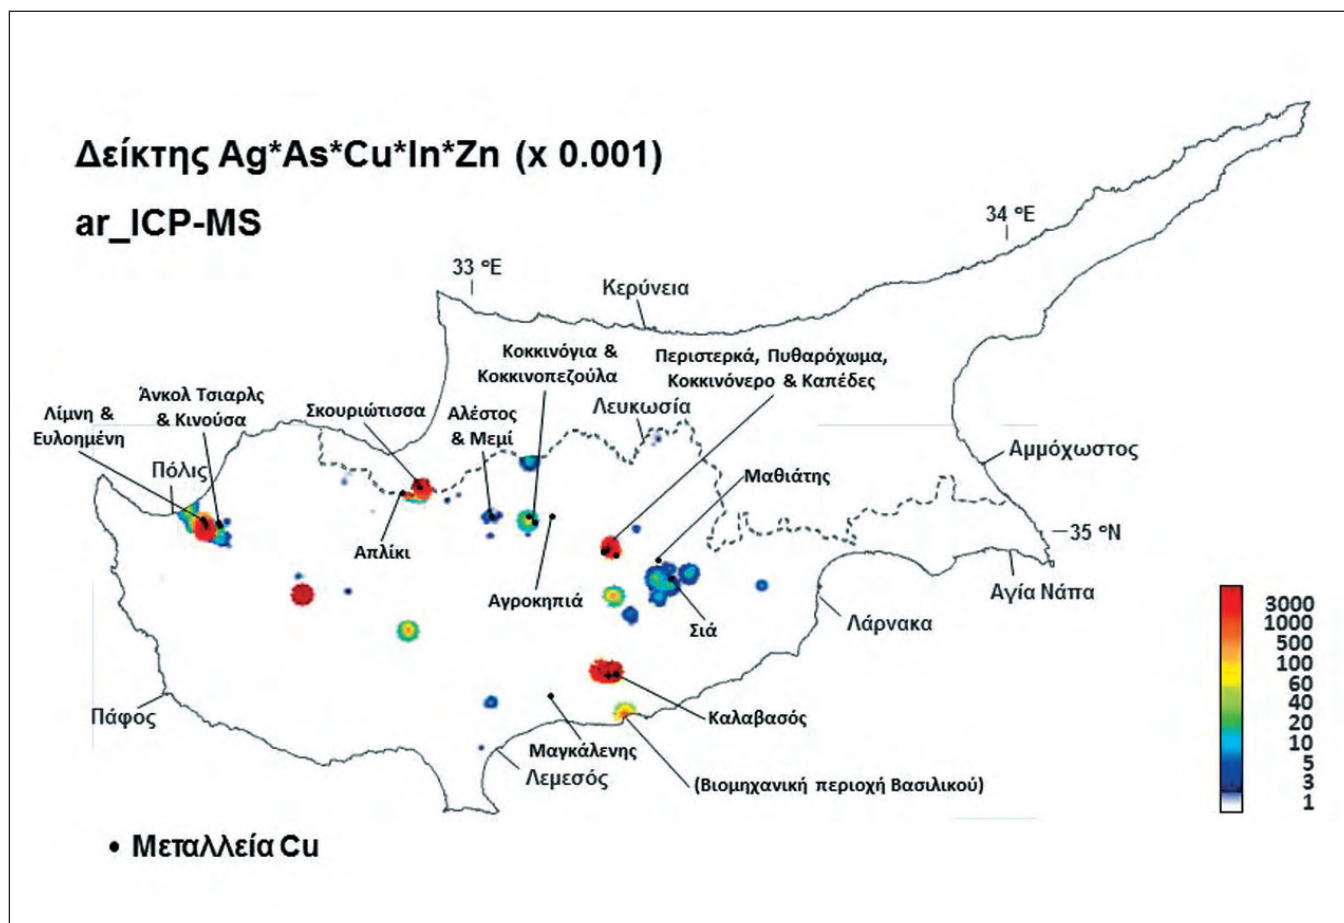 Δείκτης Ag*As*Cu*In*Zn (x 0.001)
ar_ICP-MS
34 °E
33 °E
Κερύνεια
Κοκκινόγια &
Κοκκινοπεζούλα
Περιστερκά, Πυθαρόχωμα,
Κοκκινόνερο & Καπέδες
Άνκολ Τσιαρλς
& Κινούσα
Λίμνη &
Ευλοημένη
Σκουριώτισσα
Αλέστος
& Μεμί
Λευκωσία
Πόλις
Αμμόχωστος
Μαθιάτης
35 °N
Απλίκι
Αγροκηπιά
Αγία Νάπα
Σιά
Λάρνακα
Πάφος
Καλαβασός
Μαγκάλενης
Λεμεσός
(Βιομηχανική περιοχή Βασιλικού)
3000
1000
500
100
60
40
20
10
5
3
1
• Μεταλλεία Cu